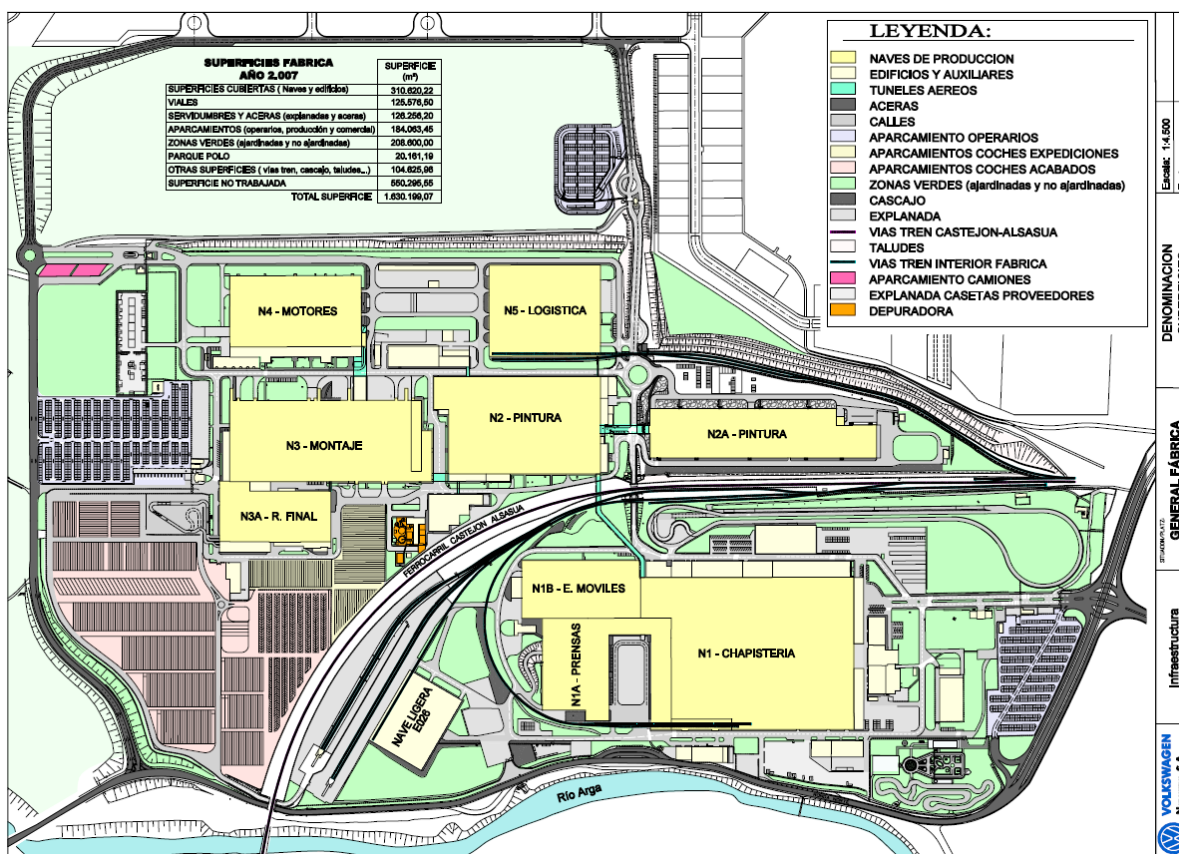 LEYENDA:
NAVES DE PRODUCCION
EDIFICIOS Y AUXILIARES
TUNELES AEREOS
ACERAS
CALLES
APARCAMIENTO OPERARIOS
APARCAMIENTOS COCHES EXPEDICIONES
APARCAMIENTOS COCHES ACABADOS
ZONAS VERDES (ajardinadas y no ajardinadas)
CASCAJO
EXPLANADA
VIAS TREN CASTEJON-ALSASUA
TALUDES
VIAS TREN INTERIOR FABRICA
APARCAMIENTO CAMIONES
EXPLANADA CASETAS PROVEEDORES
DEPURADORA
SUPERFICIES FABRICA
AÑO 2.007
SUPERFICIE
(m²)
SUPERFICIES CUBIERTAS ( Naves y edificios) 310.620,22
VIALES 125.576,50
SERVIDUMBRES Y ACERAS (explanadas y aceras) 126.256,20
APARCAMIENTOS (operarios, producción y comercial) 184.063,45
ZONAS VERDES (ajardinadas y no ajardinadas) 208.600,00
PARQUE POLO 20.161,19
OTRAS SUPERFICIES ( vias tren, cascajo, taludes...) 104.625,96
SUPERFICIE NO TRABAJADA 550.295,55
TOTAL SUPERFICIE 1.630.199,07
N4 - MOTORES
N5 - LOGISTICA
N2 - PINTURA
N2A - PINTURA
N3 - MONTAJE
N3A - R. FINAL
FERROCARRIL CASTEJON ALSASUA
N1B - E. MOVILES
N1A - PRENSAS
N1 - CHAPISTERIA
NAVE LIGERA
E026
Río Arga
Escala: 1:4.500
DENOMINACION
GENERAL FÁBRICA
Infraestructura
VOLKSWAGEN